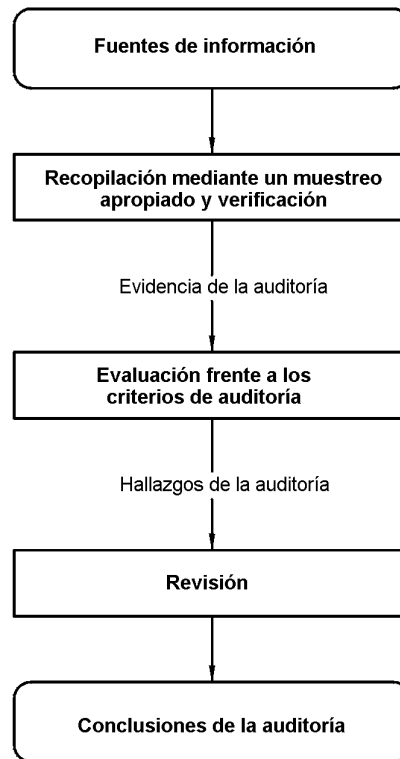 Fuentes de información
Recopilación mediante un muestreo
apropiado y verificación
Evidencia de la auditoría
Evaluación frente a los
criterios de auditoría
Hallazgos de la auditoría
Revisión
Conclusiones de la auditoría